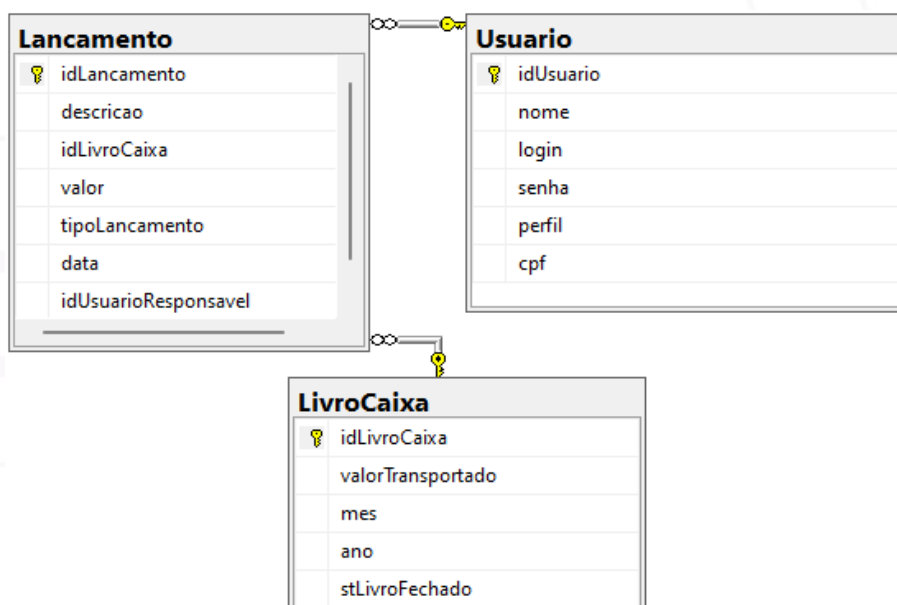 Lancamento
idLancamento
descricao
idLivroCaixa
valor
tipoLancamento
data
idUsuarioResponsavel
Usuario
idUsuario
nome
login
senha
perfil
cpf
LivroCaixa
idLivroCaixa
valorTransportado
mes
ano
stLivroFechado